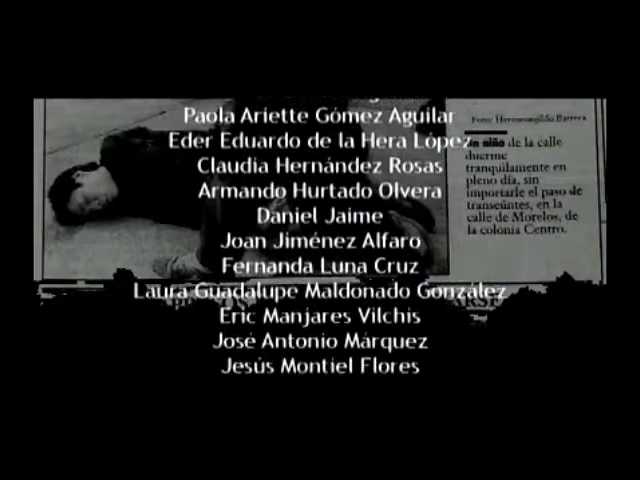 Paola Ariette Gómez Aguilar
Eder Eduardo de la Hera López
Claudia Hernández Rosas
Armando Hurtado Olvera
Daniel Jaime
Joan Jiménez Alfaro
Fernanda Luna Cruz
Laura Guadalupe Maldonado González
Eric Manjares Vilchis
José Antonio Márquez
Jesús Montiel Flores
Foto: Hermenegildo Barrera
Un niño de la calle
duerme
tranquilamente en
pleno día, sin
importarle el paso de
transeúntes, en la
calle de Morelos, de
la colonia Centro.